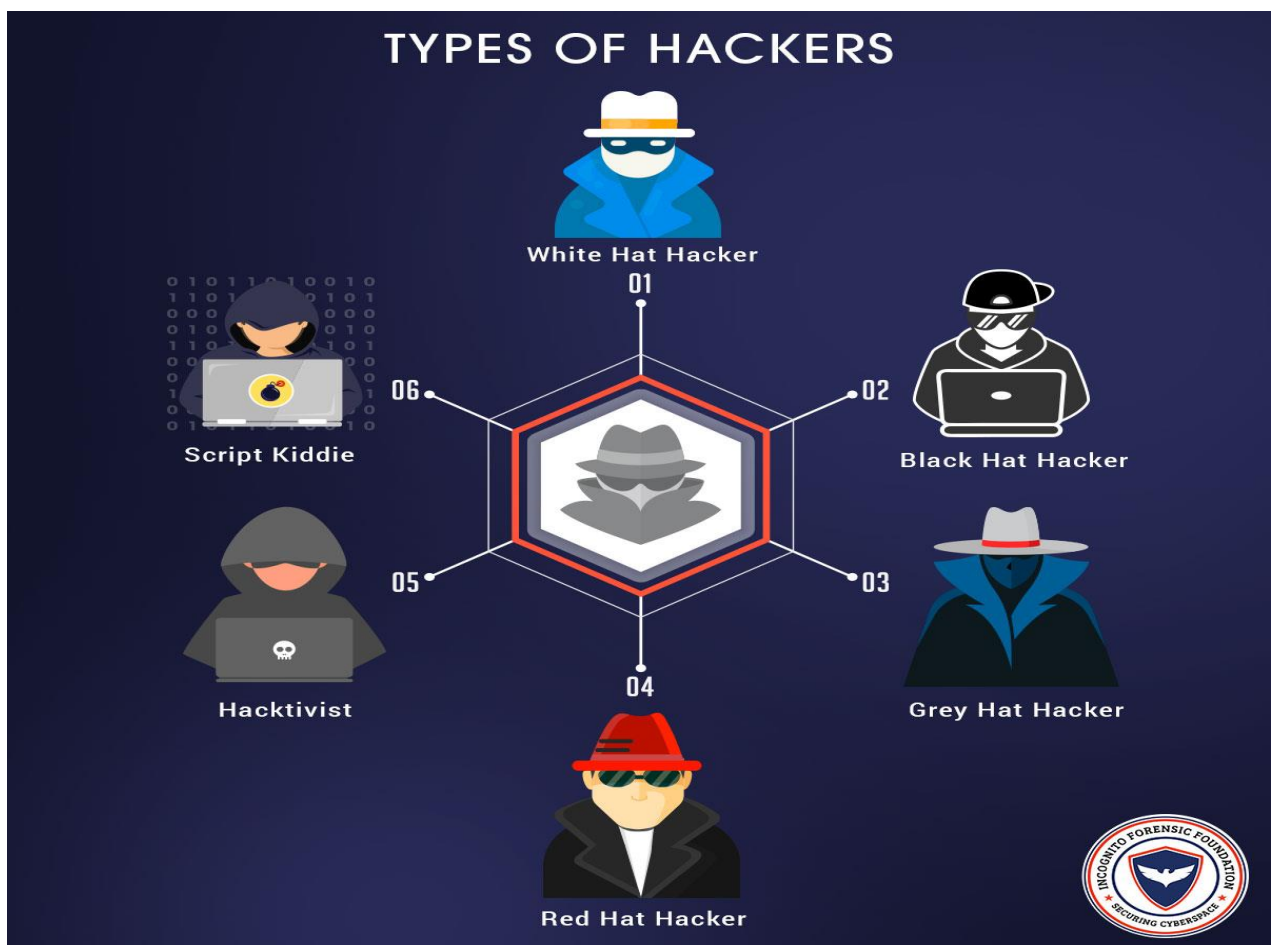 TYPES OF HACKERS
White Hat Hacker
01
02
Black Hat Hacker
03
Grey Hat Hacker
04
Red Hat Hacker
05
Hacktivist
06
Script Kiddie
INCOGNITO FORENSIC FOUNDATION
SECURING CYBERSPACE